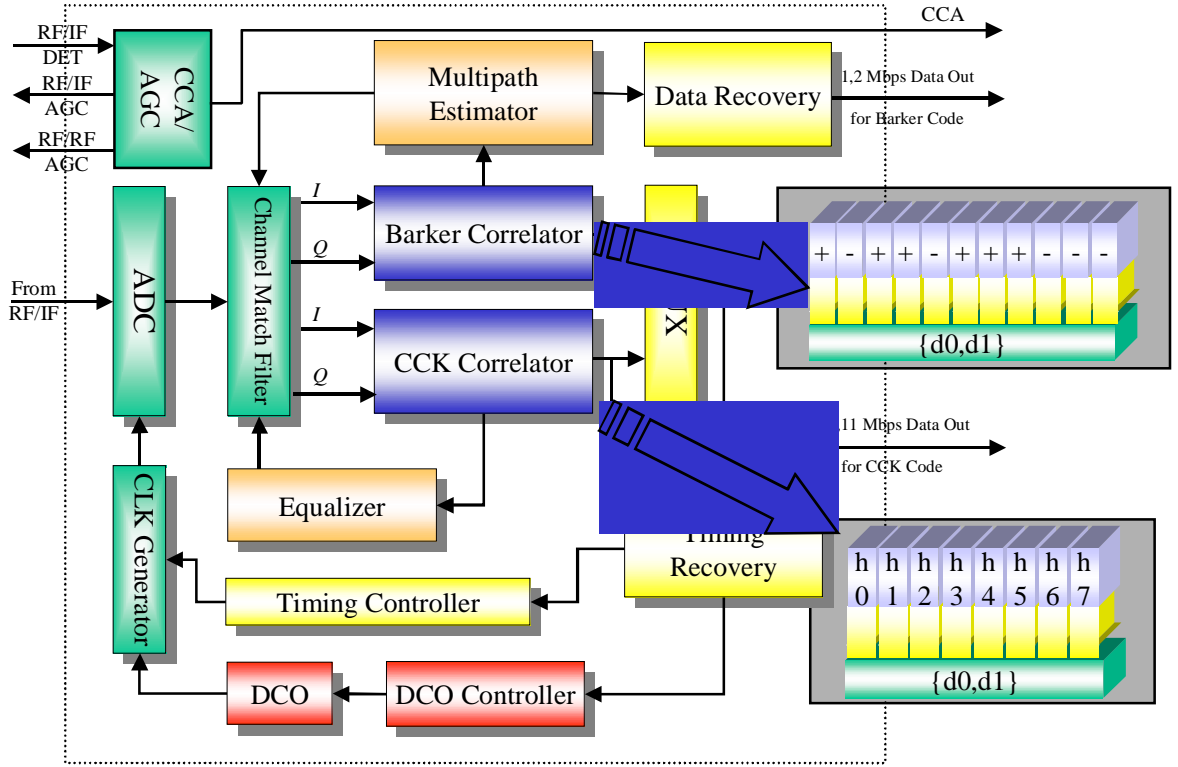 RF/IF
DET
RF/IF
AGC
RF/RF
AGC
CCA/
AGC
CCA
Multipath
Estimator
Data Recovery
1,2 Mbps Data Out
for Barker Code
From
RF/IF
ADC
Channel Match Filter
I
Q
I
Q
Barker Correlator
CCK Correlator
+ - + + - + + + - - -
{d0,d1}
,11 Mbps Data Out
for CCK Code
CLK Generator
Equalizer
Timing Controller
Timing
Recovery
DCO
DCO Controller
h h h h h h h h
0 1 2 3 4 5 6 7
{d0,d1}